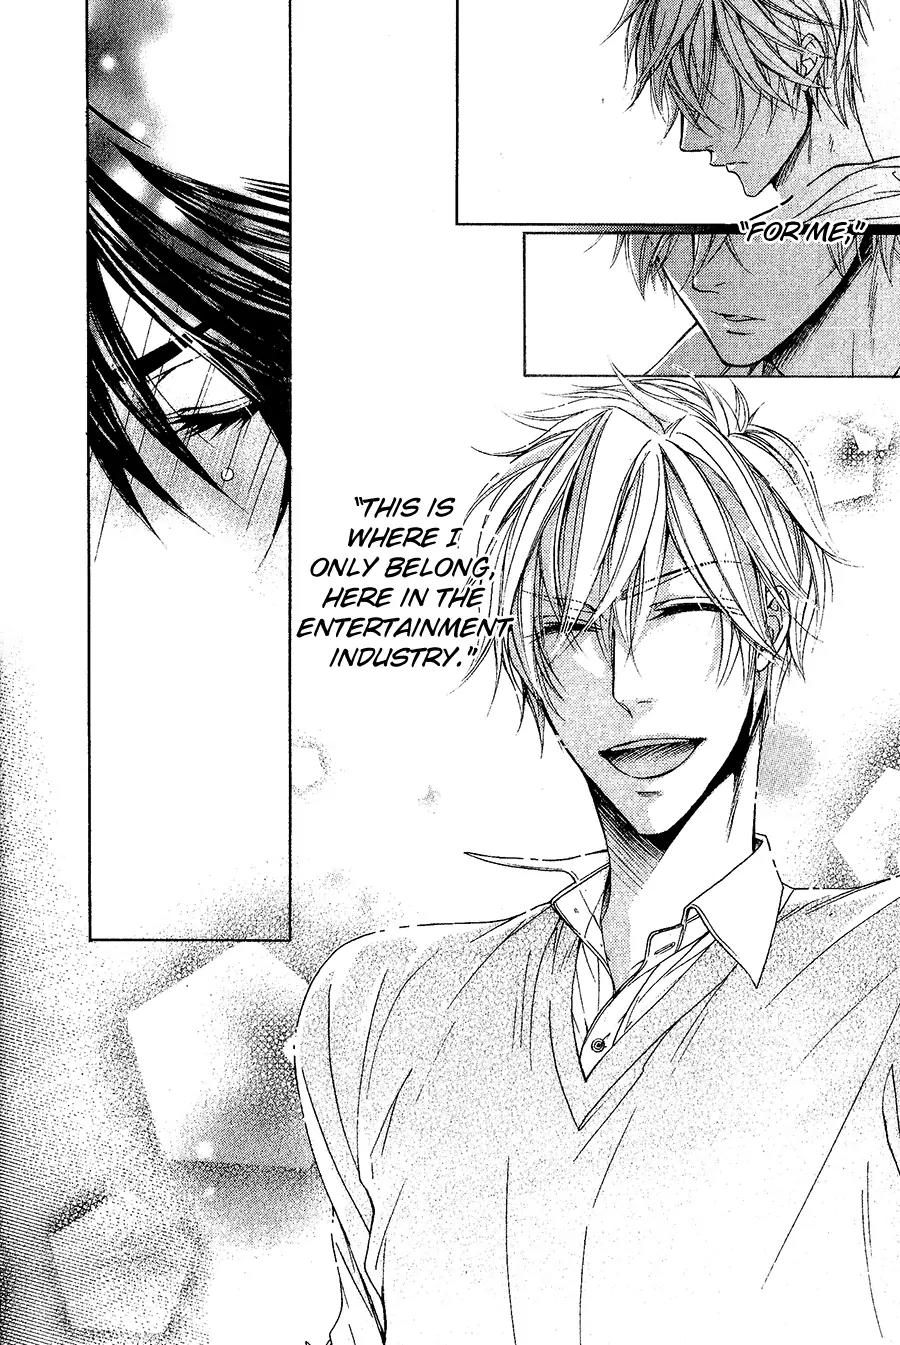 "FOR ME,"
"THIS IS
WHERE I
ONLY BELONG,
HERE IN THE
ENTERTAINMENT
INDUSTRY."